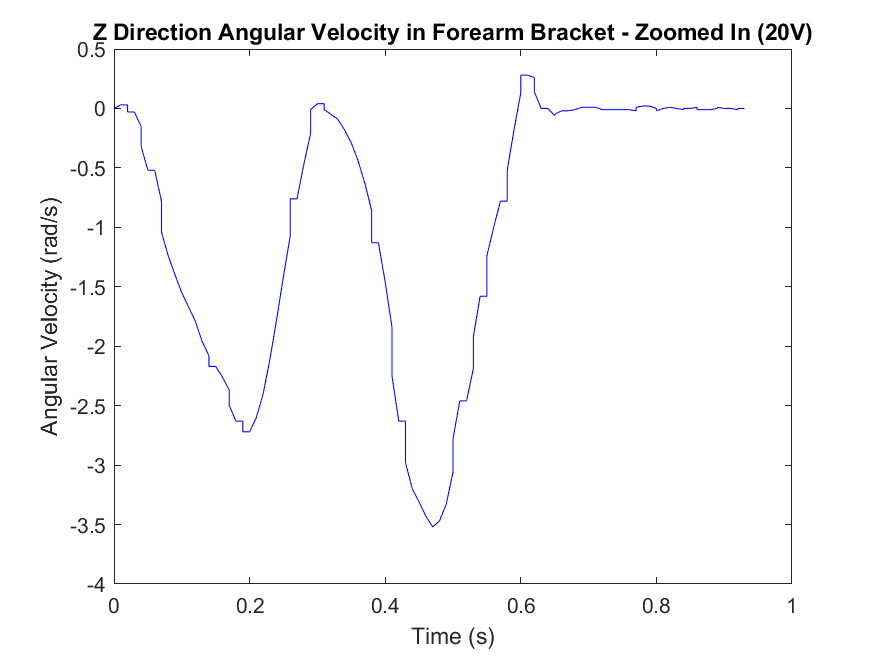 Z Direction Angular Velocity in Forearm Bracket - Zoomed In (20V)
0.5
0
-0.5
-1
-1.5
-2
-2.5
-3
-3.5
-4
Angular Velocity (rad/s)
0 0.2 0.4 0.6 0.8 1
Time (s)